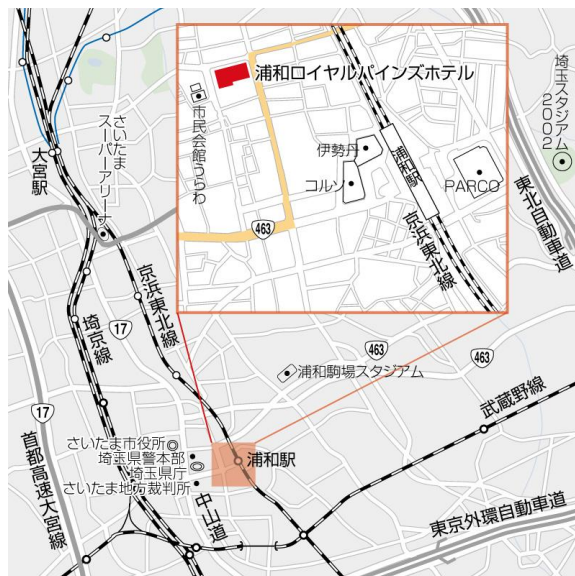 浦和ロイヤルパインズホテル
市民会館うらわ
伊勢丹
コルソ
浦和駅
PARCO
463
京浜東北線
埼玉スタジアム
2002
東北自動車道
大宮駅
さいたま
スーパーアリーナ
京浜東北線
埼京線
17
17
463
463
浦和駒場スタジアム
武蔵野線
首都高速大宮線
さいたま市役所
埼玉県警本部
埼玉県庁
さいたま地方裁判所
浦和駅
中山道
東京外環自動車道